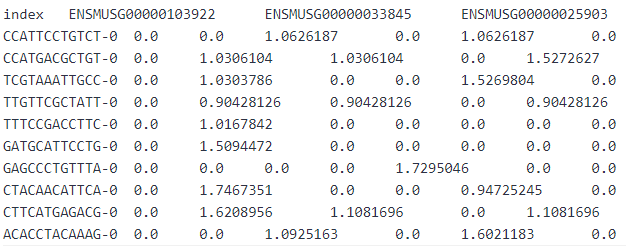 index ENSMUSG00000103922 ENSMUSG00000033845 ENSMUSG00000025903
CCATTCCTGTCT-0 0.0 0.0 1.0626187 0.0 1.0626187 0.0
CCATGACGCTGT-0 0.0 1.0306104 1.0306104 0.0 1.5272627
TCGTAAATTGCC-0 0.0 1.0303786 0.0 0.0 1.5269804 0.0
TTGTTCGCTATT-0 0.0 0.90428126 0.90428126 0.0 0.90428126
TTTCCGACCTTC-0 0.0 1.0167842 0.0 0.0 0.0 0.0
GATGCATTCCTG-0 0.0 1.5094472 0.0 0.0 0.0 0.0
GAGCCCTGTTTA-0 0.0 0.0 0.0 1.7295046 0.0 0.0
CTACAACATTCA-0 0.0 1.7467351 0.0 0.0 0.94725245 0.0
CTTCATGAGACG-0 0.0 1.6208956 1.1081696 0.0 1.1081696
ACACCTACAAAG-0 0.0 0.0 1.0925163 0.0 1.6021183 0.0